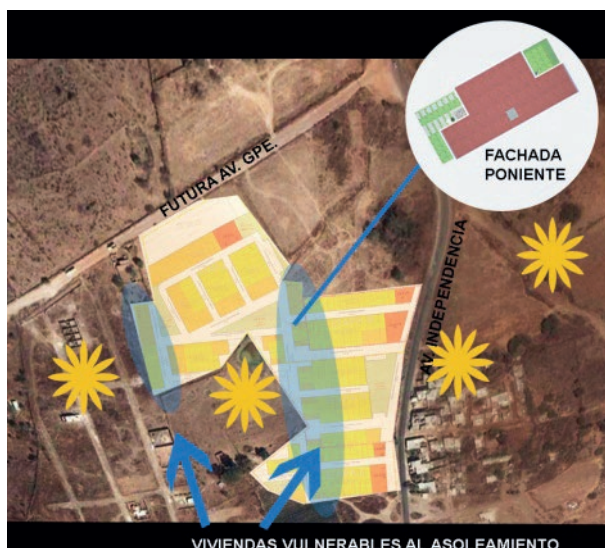 FACHADA
PONIENTE
FUTURA AV. GPE.
AV. INDEPENDENCIA
VIVIENDAS VULNERABLES AL ASOLEAMIENTO